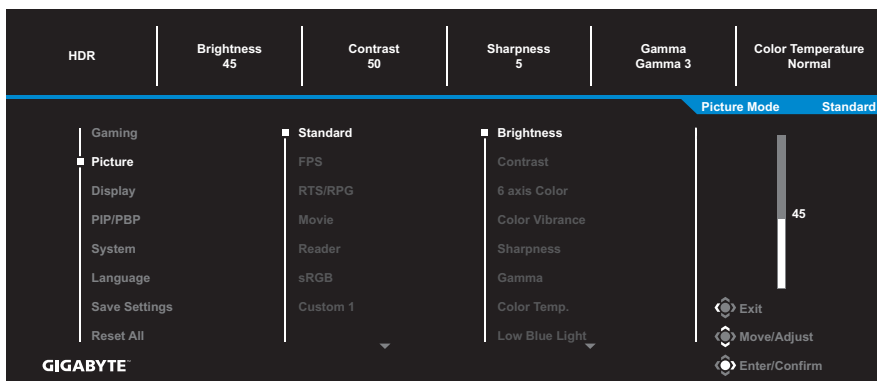 HDR
Brightness
45
Contrast
50
Sharpness
5
Gamma
Gamma 3
Color Temperature
Normal
Picture Mode Standard
Gaming
Picture
Display
PIP/PBP
System
Language
Save Settings
Reset All
Standard
FPS
RTS/RPG
Movie
Reader
sRGB
Custom 1
Brightness
Contrast
6 axis Color
Color Vibrance
Sharpness
Gamma
Color Temp.
Low Blue Light
45
Exit
Move/Adjust
Enter/Confirm
GIGABYTE™